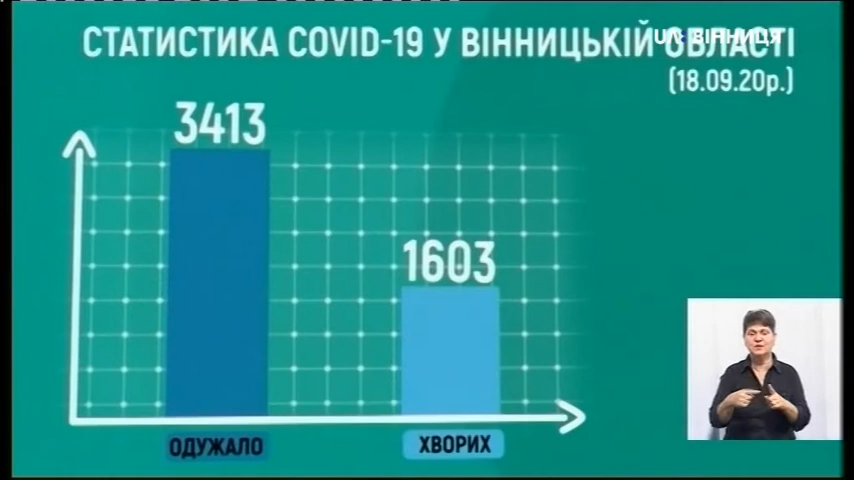 СТАТИСТИКА COVID-19 У ВІННИЦЬКІЙ ОБЛАСТІ
UA: ВІННИЦЯ
(18.09.20р.)
3413
1603
ОДУЖАЛО
ХВОРИХ